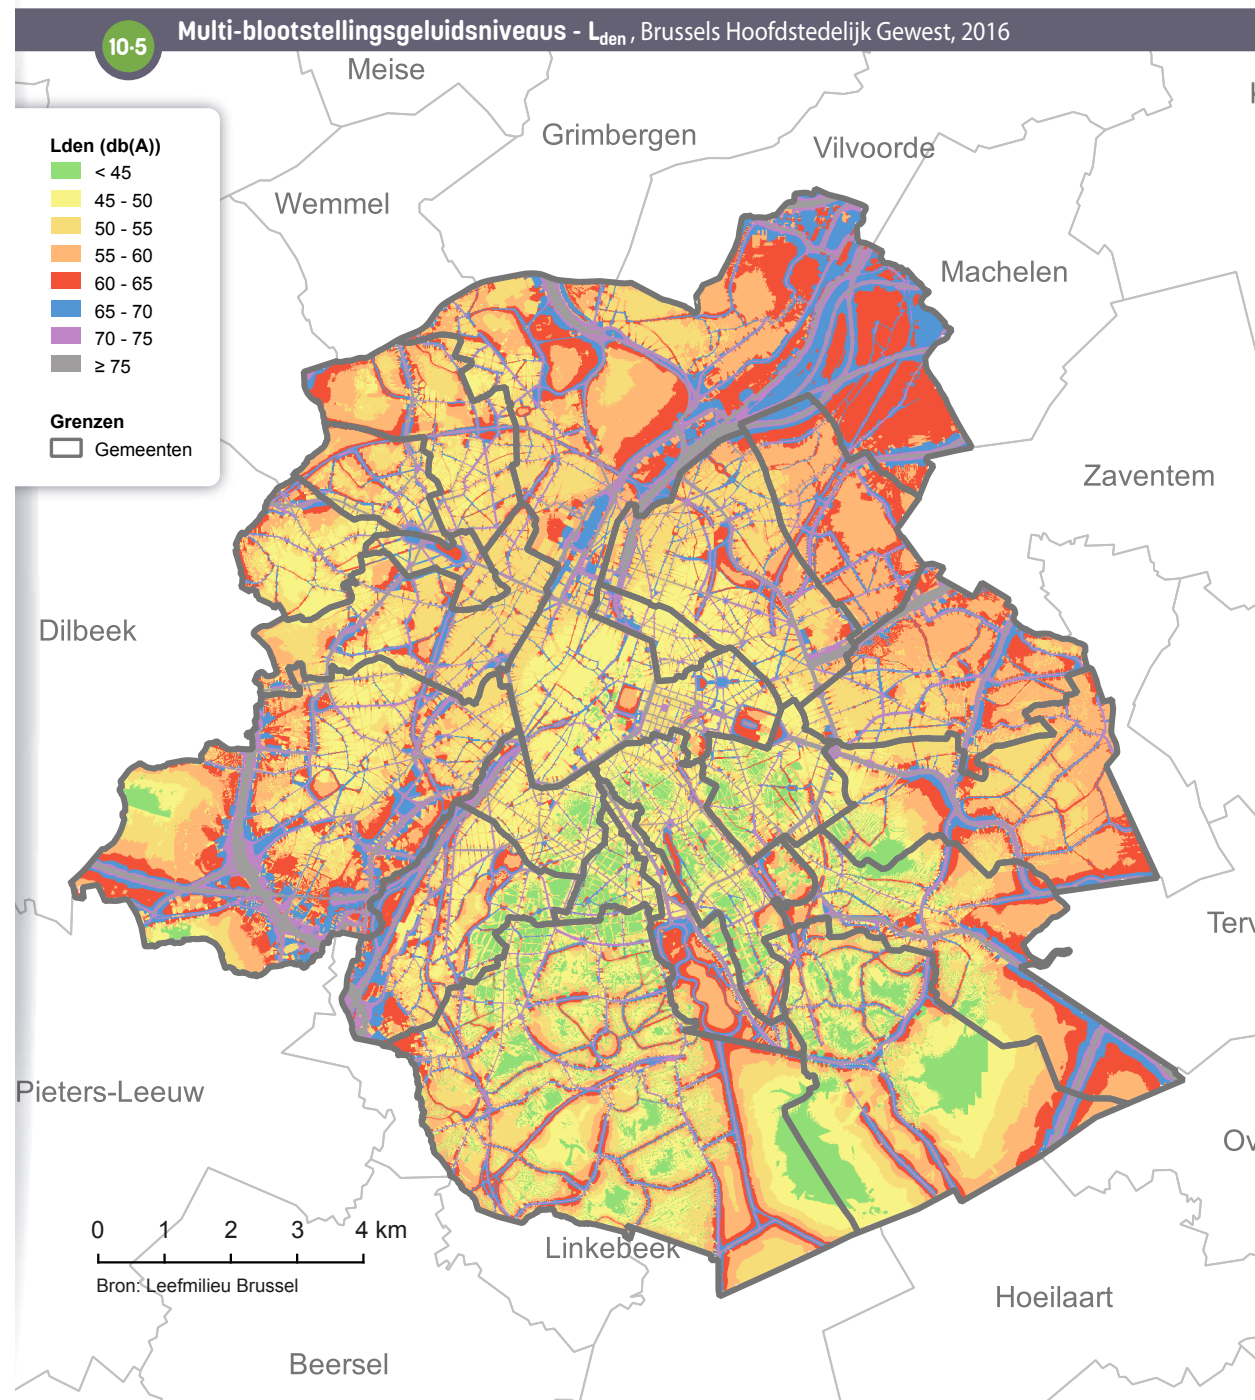 10·5
Multi-blootstellingsgeluidsniveaus - Lden , Brussels Hoofdstedelijk Gewest, 2016
Meise
Grimbergen
Vilvoorde
Lden (db(A))
< 45
45 - 50
50 - 55
55 - 60
60 - 65
65 - 70
70 - 75
≥ 75
Grenzen
Gemeenten
Wemmel
Machelen
Zaventem
Dilbeek
Terv
Pieters-Leeuw
Ov
0 1 2 3 4 km
Bron: Leefmilieu Brussel
Linkebeek
Hoeilaart
Beersel